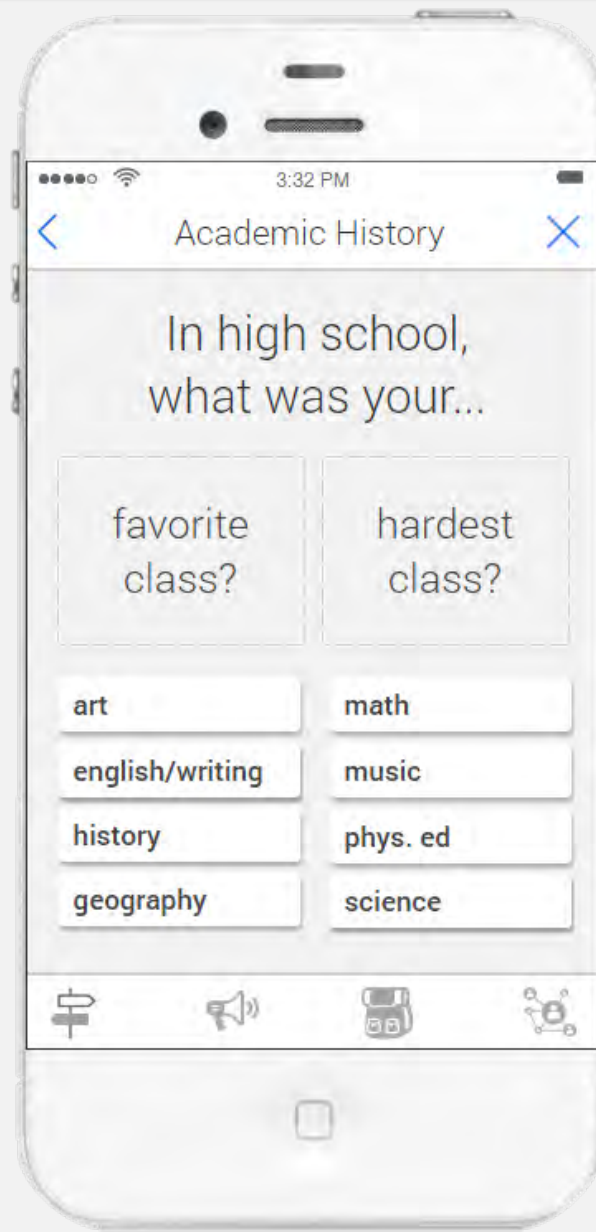 3:32 PM
Academic History
In high school,
what was your...
favorite
class?
hardest
class?
art
math
english/writing
music
history
phys. ed
geography
science